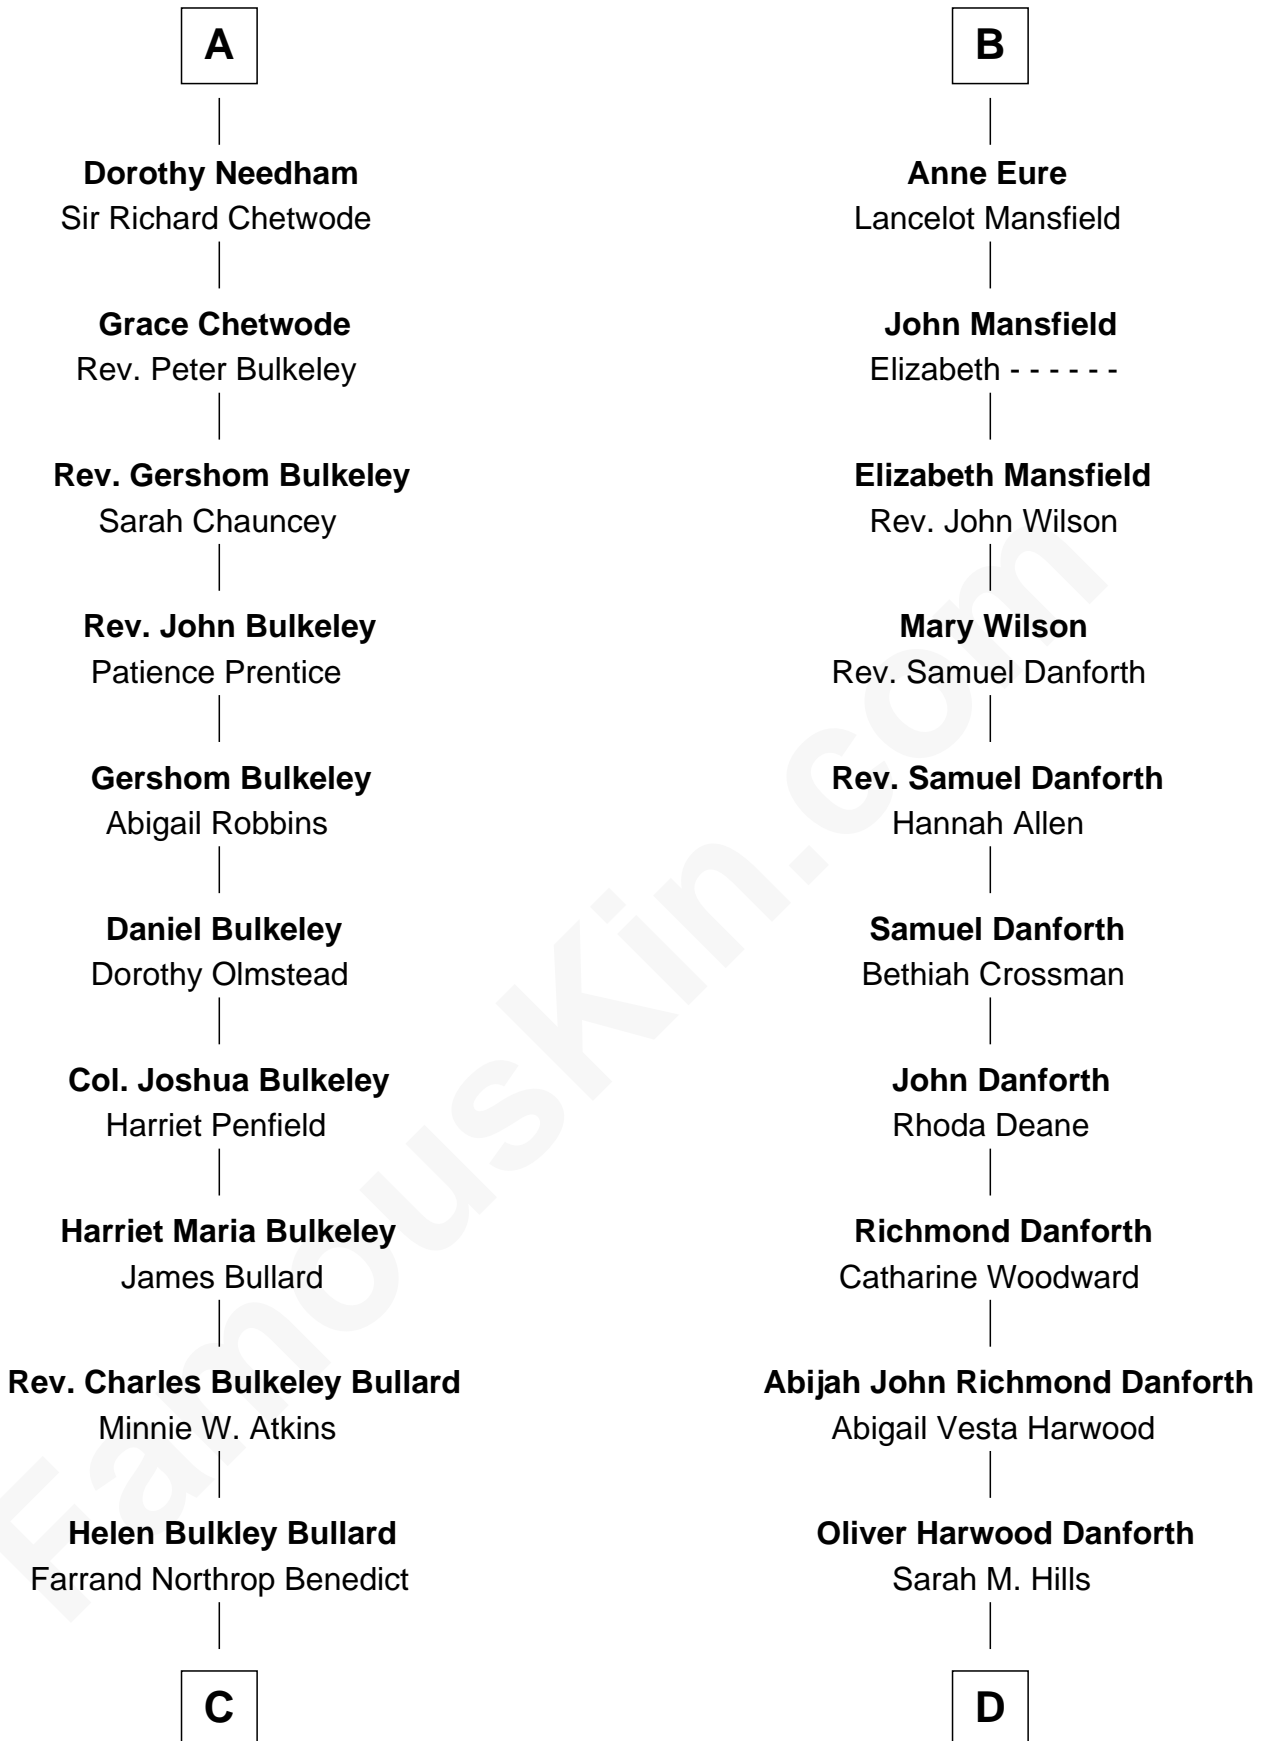 A
Dorothy Needham
Sir Richard Chetwode
Grace Chetwode
Rev. Peter Bulkeley
Rev. Gershom Bulkeley
Sarah Chauncey
Rev. John Bulkeley
Patience Prentice
Gershom Bulkeley
Abigail Robbins
Daniel Bulkeley
Dorothy Olmstead
Col. Joshua Bulkeley
Harriet Penfield
Harriet Maria Bulkeley
James Bullard
Rev. Charles Bulkeley Bullard
Minnie W. Atkins
Helen Bulkley Bullard
Farrand Northrop Benedict
C
B
Anne Eure
Lancelot Mansfield
John Mansfield
Elizabeth - - - - - -
Elizabeth Mansfield
Rev. John Wilson
Mary Wilson
Rev. Samuel Danforth
Rev. Samuel Danforth
Hannah Allen
Samuel Danforth
Bethiah Crossman
John Danforth
Rhoda Deane
Richmond Danforth
Catharine Woodward
Abijah John Richmond Danforth
Abigail Vesta Harwood
Oliver Harwood Danforth
Sarah M. Hills
D
FamousKin.com